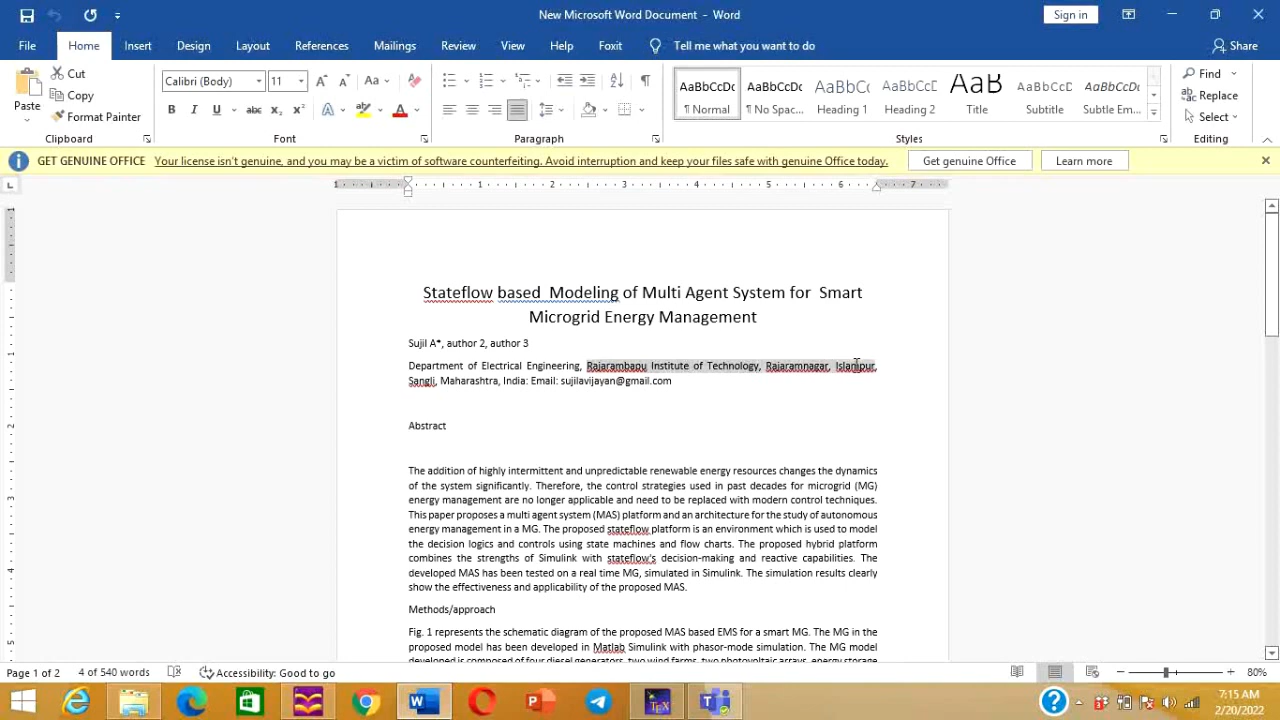 New Microsoft Word Document - Word
Sign in
File Home Insert Design Layout References Mailings Review View Help Foxit Tell me what you want to do Share
Paste
Cut
Copy
Format Painter
Calibri (Body) 11
AaBbCcDc AaBbCcDc AaBbCc AaBbCcD AaB AaBbCcD AaBbCcDc
¶ Normal ¶ No Spac... Heading 1 Heading 2 Title Subtitle Subtle Em...
Find
Replace
Select
Clipboard Font Paragraph Styles Editing
GET GENUINE OFFICE Your license isn't genuine, and you may be a victim of software counterfeiting. Avoid interruption and keep your files safe with genuine Office today. Get genuine Office Learn more
1 1 2 3 4 5 6 7
Stateflow based  Modeling of Multi Agent System for  Smart
Microgrid Energy Management
Sujil A*, author 2, author 3
Department of Electrical Engineering, Rajarambapu Institute of Technology, Rajaramnagar, Islampur,
Sangli, Maharashtra, India: Email: sujilavijayan@gmail.com
Abstract
The addition of highly intermittent and unpredictable renewable energy resources changes the dynamics
of the system significantly. Therefore, the control strategies used in past decades for microgrid (MG)
energy management are no longer applicable and need to be replaced with modern control techniques.
This paper proposes a multi agent system (MAS) platform and an architecture for the study of autonomous
energy management in a MG. The proposed stateflow platform is an environment which is used to model
the decision logics and controls using state machines and flow charts. The proposed hybrid platform
combines the strengths of Simulink with stateflow's decision-making and reactive capabilities. The
developed MAS has been tested on a real time MG, simulated in Simulink. The simulation results clearly
show the effectiveness and applicability of the proposed MAS.
Methods/approach
Fig. 1 represents the schematic diagram of the proposed MAS based EMS for a smart MG. The MG in the
proposed model has been developed in Matlab Simulink with phasor-mode simulation. The MG model
developed is composed of four diesel generators, two wind farms, two photovoltaic arrays, energy storage
Page 1 of 2 4 of 540 words Accessibility: Good to go 80%
7:15 AM
2/20/2022